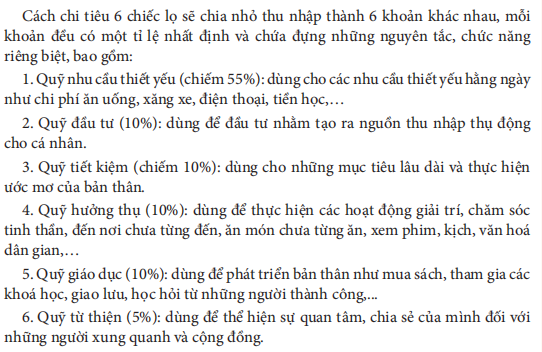 Cách chi tiêu 6 chiếc lọ sẽ chia nhỏ thu nhập thành 6 khoản khác nhau, mỗi
khoản đều có một tỉ lệ nhất định và chứa đựng những nguyên tắc, chức năng
riêng biệt, bao gồm:
1. Quỹ nhu cầu thiết yếu (chiếm 55%): dùng cho các nhu cầu thiết yếu hằng ngày
như chi phí ăn uống, xăng xe, điện thoại, tiền học,…
2. Quỹ đầu tư (10%): dùng để đầu tư nhằm tạo ra nguồn thu nhập thụ động
cho cá nhân.
3. Quỹ tiết kiệm (chiếm 10%): dùng cho những mục tiêu lâu dài và thực hiện
ước mơ của bản thân.
4. Quỹ hưởng thụ (10%): dùng để thực hiện các hoạt động giải trí, chăm sóc
tinh thần, đến nơi chưa từng đến, ăn món chưa từng ăn, xem phim, kịch, văn hoá
dân gian,…
5. Quỹ giáo dục (10%): dùng để phát triển bản thân như mua sách, tham gia các
khoá học, giao lưu, học hỏi từ những người thành công,...
6. Quỹ từ thiện (5%): dùng để thể hiện sự quan tâm, chia sẻ của mình đối với
những người xung quanh và cộng đồng.